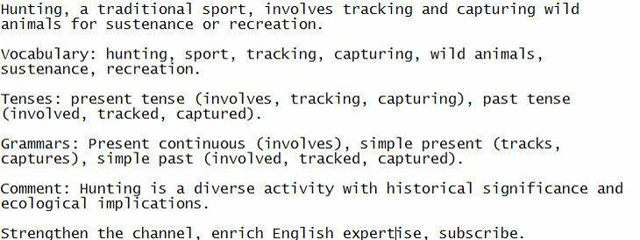 Hunting, a traditional sport, involves tracking and capturing wild
animals for sustenance or recreation.
Vocabulary: hunting, sport, tracking, capturing, wild animals,
sustenance, recreation.
Tenses: present tense (involves, tracking, capturing), past tense
(involved, tracked, captured).
Grammars: Present continuous (involves), simple present (tracks,
captures), simple past (involved, tracked, captured).
Comment: Hunting is a diverse activity with historical significance and
ecological implications.
Strengthen the channel, enrich English expertise, subscribe.